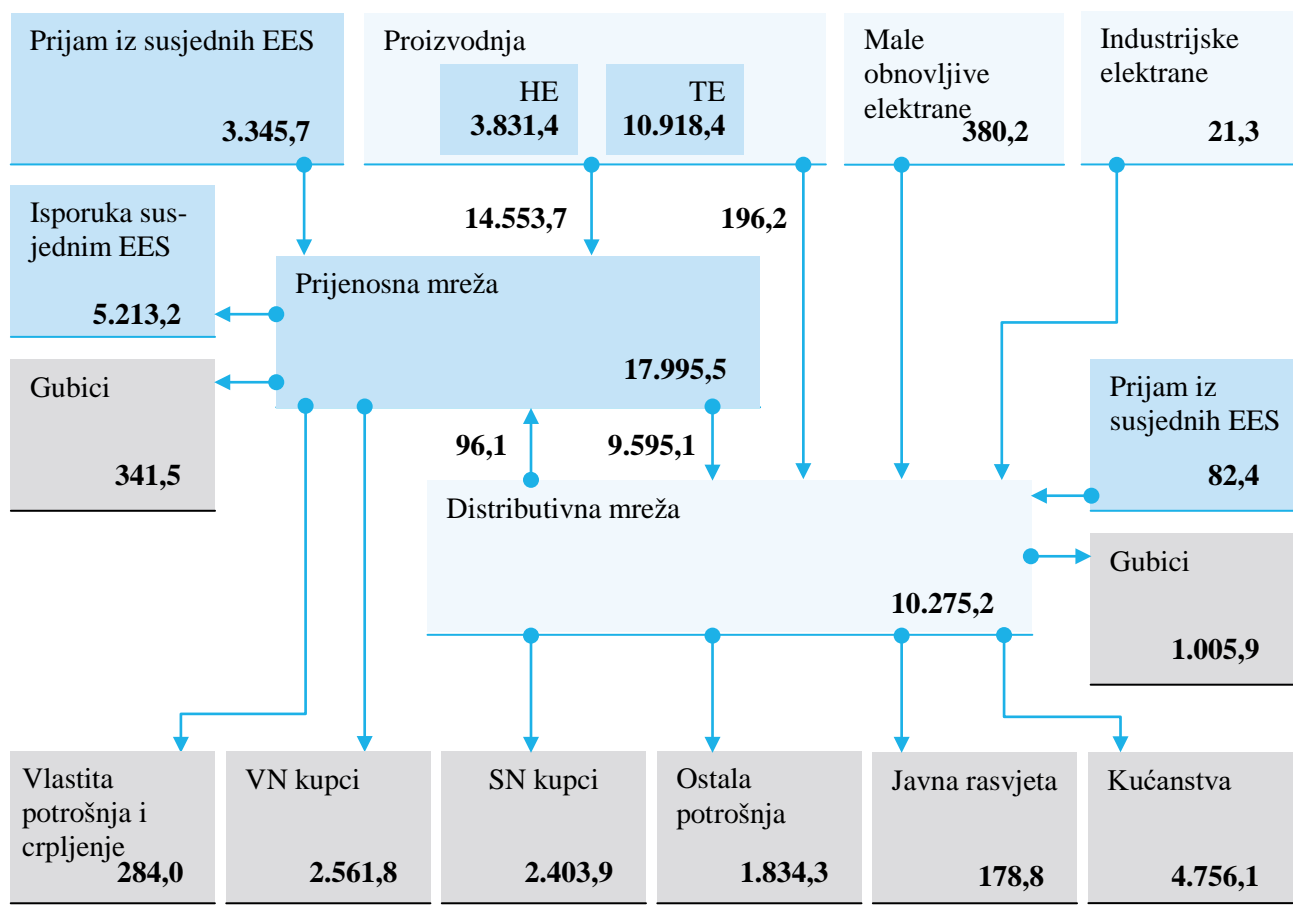 Prijam iz susjednih EES
3.345,7
Proizvodnja
HE
3.831,4
TE
10.918,4
Male
obnovljive
elektrane
380,2
Industrijske
elektrane
21,3
Isporuka sus-
jednim EES
5.213,2
14.553,7
196,2
Prijenosna mreža
17.995,5
Gubici
341,5
96,1
9.595,1
Prijam iz
susjednih EES
82,4
Distributivna mreža
10.275,2
Gubici
1.005,9
Vlastita
potrošnja i
crpljenje
284,0
VN kupci
2.561,8
SN kupci
2.403,9
Ostala
potrošnja
1.834,3
Javna rasvjeta
178,8
Kućanstva
4.756,1